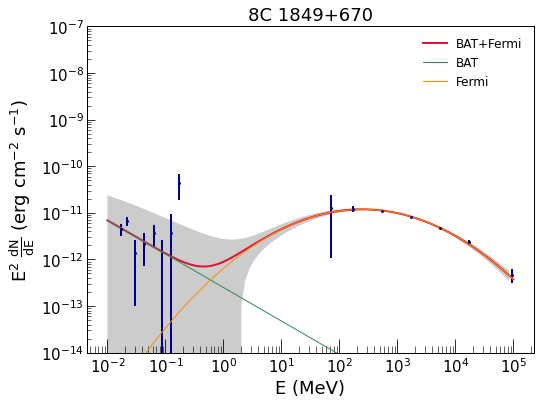 8C 1849+670
E² dN/dE (erg cm⁻² s⁻¹)
10⁻⁷
10⁻⁸
10⁻⁹
10⁻¹⁰
10⁻¹¹
10⁻¹²
10⁻¹³
10⁻¹⁴
BAT+Fermi
BAT
Fermi
10⁻² 10⁻¹ 10⁰ 10¹ 10² 10³ 10⁴ 10⁵
E (MeV)